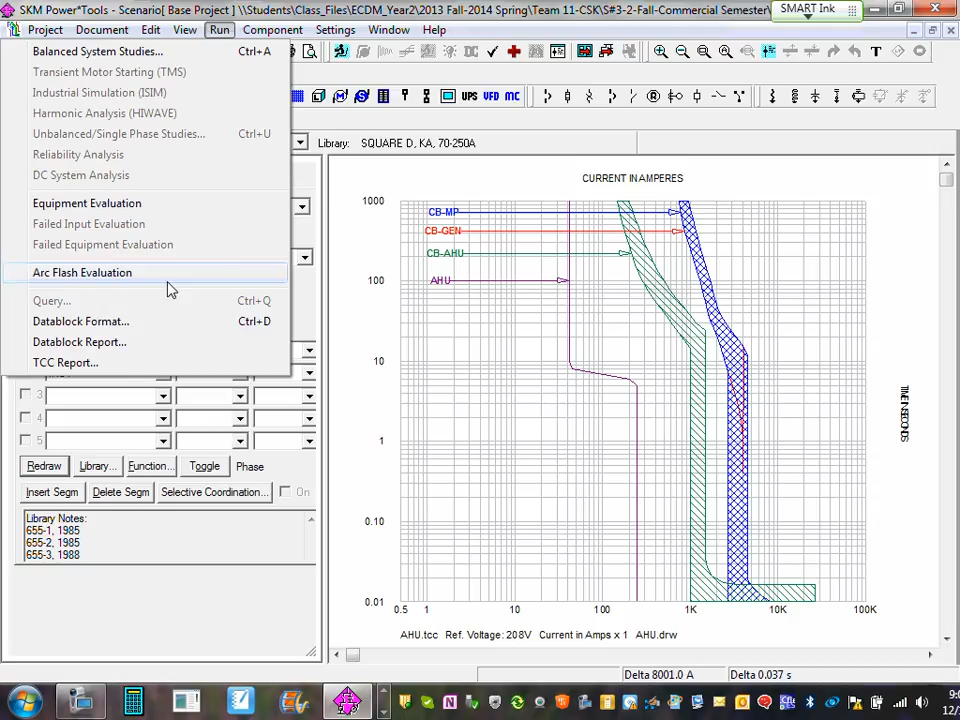 SKM Power*Tools - Scenario[ Base Project ] \\Students\Class_Files\ECDM_Year2\2013 Fall-2014 Spring\Team 11-CSK\S#3-2-Fall-Commercial Semester\
SMART Ink
Project Document Edit View Run Component Settings Window Help
Balanced System Studies... Ctrl+A
Transient Motor Starting (TMS)
Industrial Simulation (ISIM)
Harmonic Analysis (HIWAVE)
Unbalanced/Single Phase Studies... Ctrl+U
Reliability Analysis
DC System Analysis
Equipment Evaluation
Failed Input Evaluation
Failed Equipment Evaluation
Arc Flash Evaluation
Query... Ctrl+Q
Datablock Format... Ctrl+D
Datablock Report...
TCC Report...
UPS VFD MC
Library: SQUARE D, KA, 70-250A
3
4
5
Redraw Library... Function... Toggle Phase
Insert Segm Delete Segm Selective Coordination... On
Library Notes:
655-1, 1985
655-2, 1985
655-3, 1988
CURRENT IN AMPERES
1000
CB-MP
CB-GEN
CB-AHU
100
AHU
10
1
0.10
0.01
TIME IN SECONDS
0.5 1 10 100 1K 10K 100K
AHU.tcc Ref. Voltage: 208V Current in Amps x 1 AHU.drw
Delta 8001.0 A Delta 0.037 s